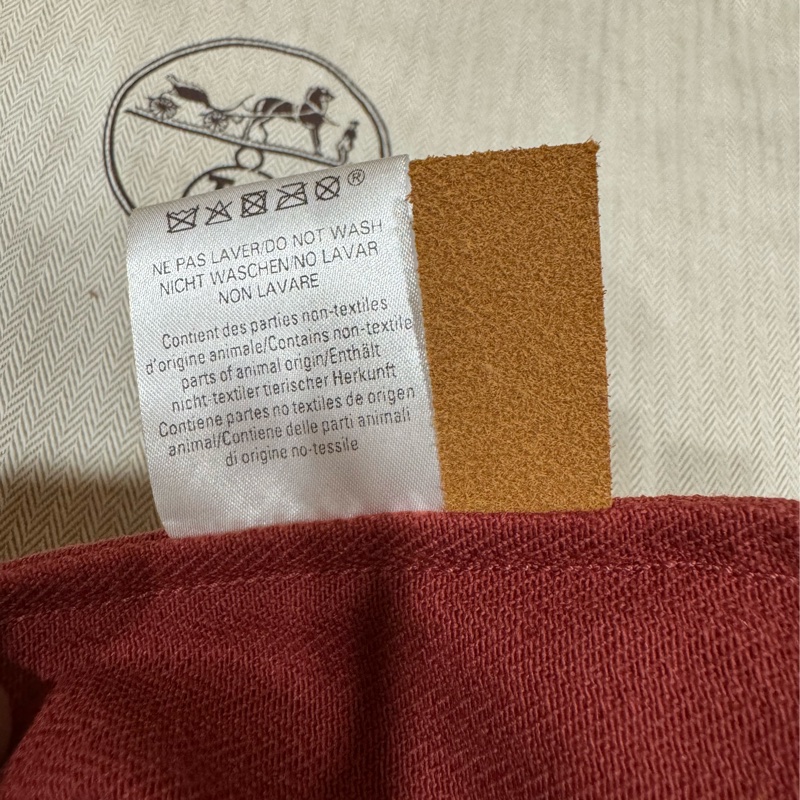 ®
NE PAS LAVER/DO NOT WASH
NICHT WASCHEN/NO LAVAR
NON LAVARE
Contient des parties non-textiles
d'origine animale/Contains non-textile
parts of animal origin/Enthält
nicht-textiler tierischer Herkunft
Contiene partes no textiles de origen
animal/Contiene delle parti animali
di origine no-tessile